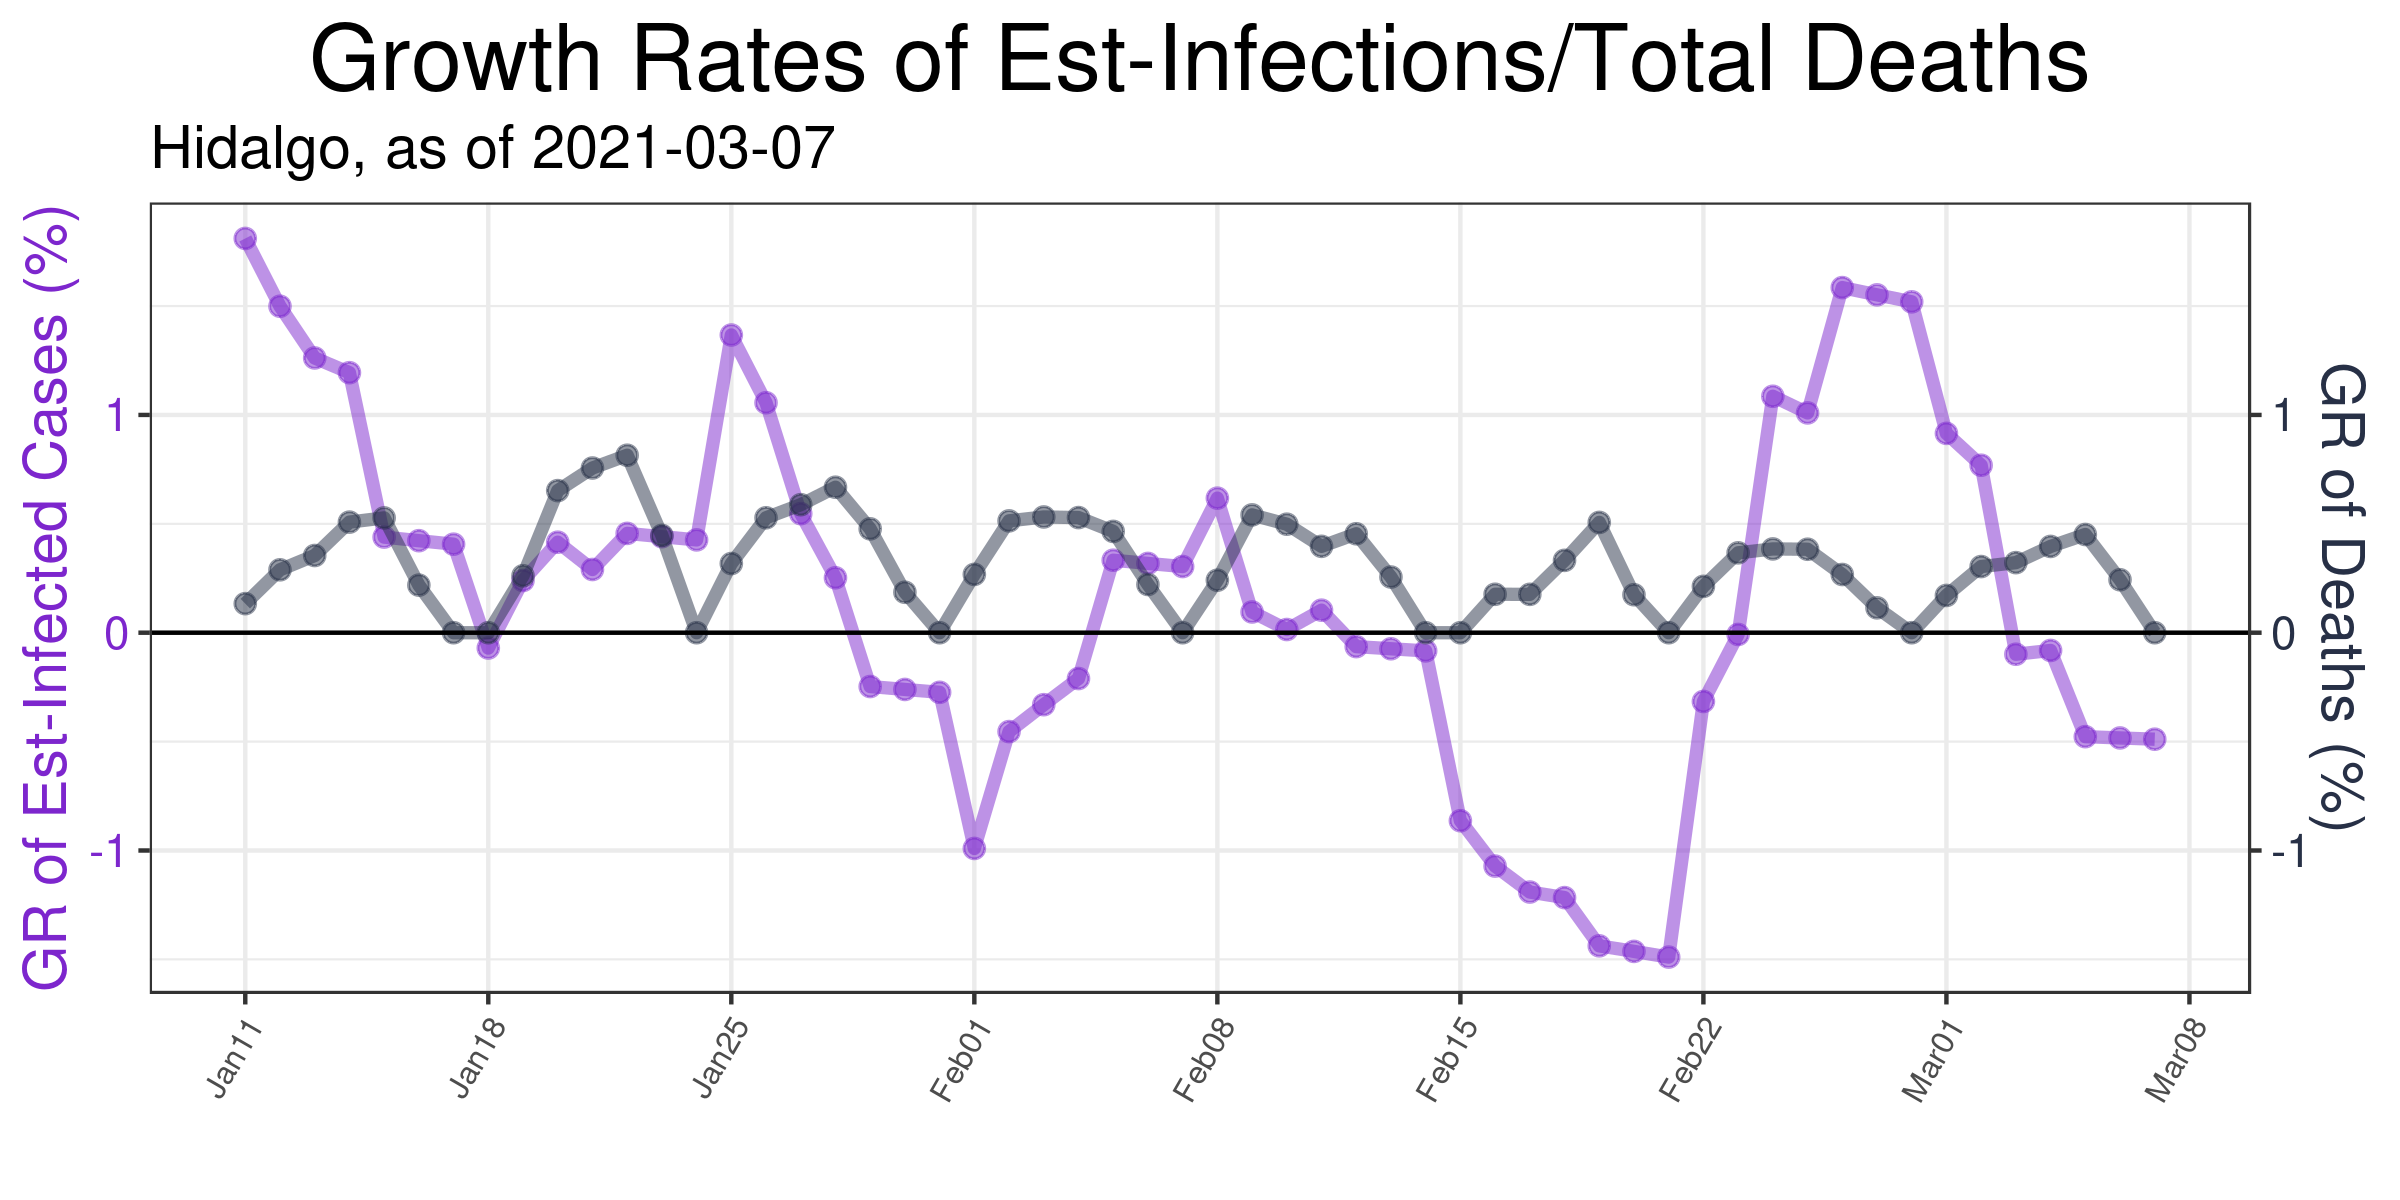 Growth Rates of Est-Infections/Total Deaths
Hidalgo, as of 2021-03-07
GR of Est-Infected Cases (%)
1
0
-1
1
0
-1
GR of Deaths (%)
Jan11
Jan18
Jan25
Feb01
Feb08
Feb15
Feb22
Mar01
Mar08